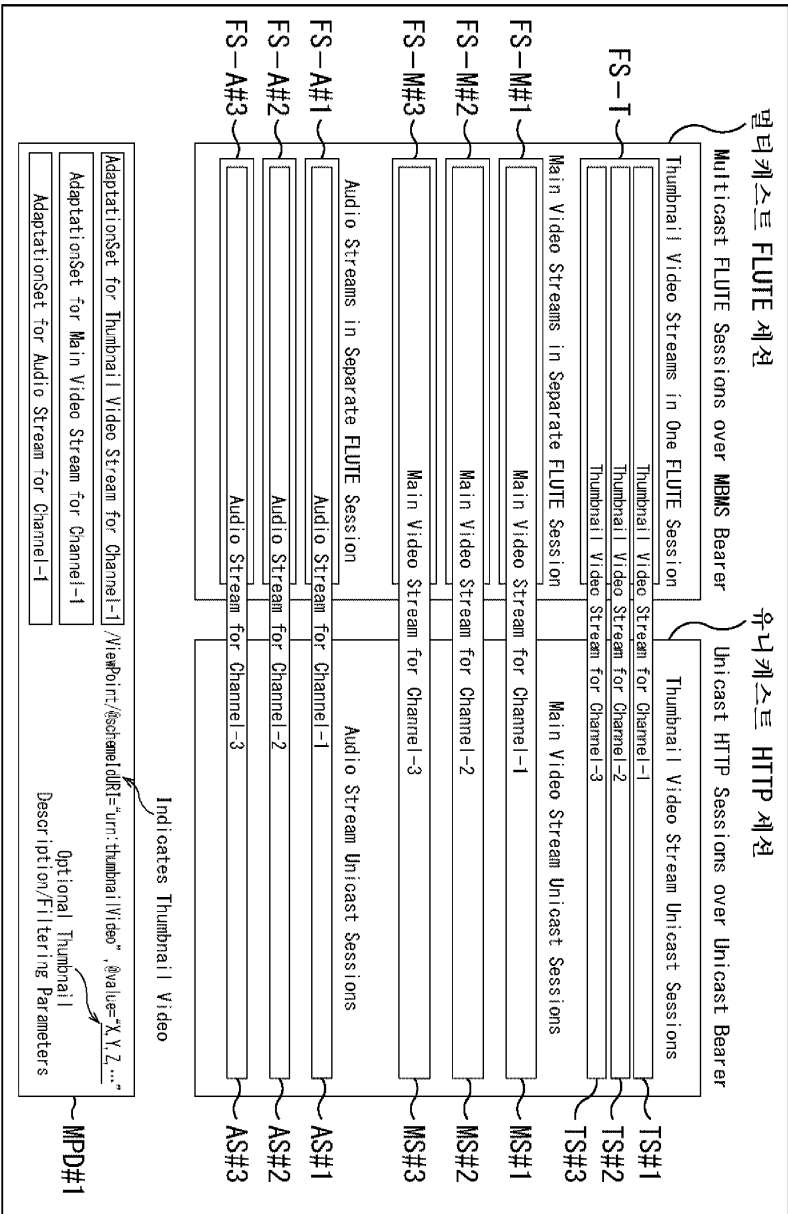 멀티캐스트 FLUTE 세션
유니캐스트 HTTP 세션
Multicast FLUTE Sessions over MBMS Bearer
Unicast HTTP Sessions over Unicast Bearer
Thumbnail Video Streams in One FLUTE Session
Thumbnail Video Stream Unicast Sessions
FS-T
Thumbnail Video Stream for Channel-1
TS#1
Thumbnail Video Stream for Channel-2
TS#2
Thumbnail Video Stream for Channel-3
TS#3
Main Video Streams in Separate FLUTE Session
Main Video Stream Unicast Sessions
FS-M#1
Main Video Stream for Channel-1
MS#1
FS-M#2
Main Video Stream for Channel-2
MS#2
FS-M#3
Main Video Stream for Channel-3
MS#3
Audio Streams in Separate FLUTE Session
Audio Stream Unicast Sessions
FS-A#1
Audio Stream for Channel-1
AS#1
FS-A#2
Audio Stream for Channel-2
AS#2
FS-A#3
Audio Stream for Channel-3
AS#3
Indicates Thumbnail Video
AdaptationSet for Thumbnail Video Stream for Channel-1 /ViewPoint/@schemeIdURI="urn:thumbnailVideo" ,@value="X,Y,Z,…"
AdaptationSet for Main Video Stream for Channel-1
AdaptationSet for Audio Stream for Channel-1
Optional Thumbnail
Description/Filtering Parameters
MPD#1